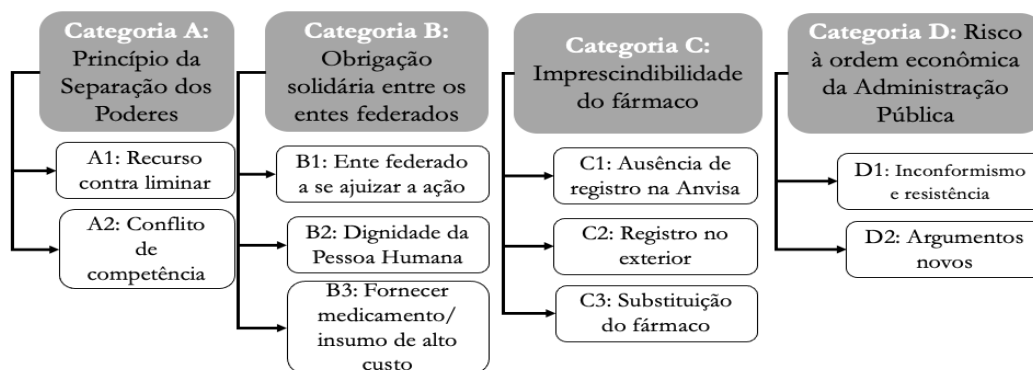 Categoria A:
Princípio da
Separação dos
Poderes
A1: Recurso
contra liminar
A2: Conflito
de
competência
Categoria B:
Obrigação
solidária entre os
entes federados
B1: Ente federado
a se ajuizar a ação
B2: Dignidade da
Pessoa Humana
B3: Fornecer
medicamento/
insumo de alto
custo
Categoria C:
Imprescindibilidade
do fármaco
C1: Ausência de
registro na Anvisa
C2: Registro no
exterior
C3: Substituição
do fármaco
Categoria D: Risco
à ordem econômica
da Administração
Pública
D1: Inconformismo
e resistência
D2: Argumentos
novos